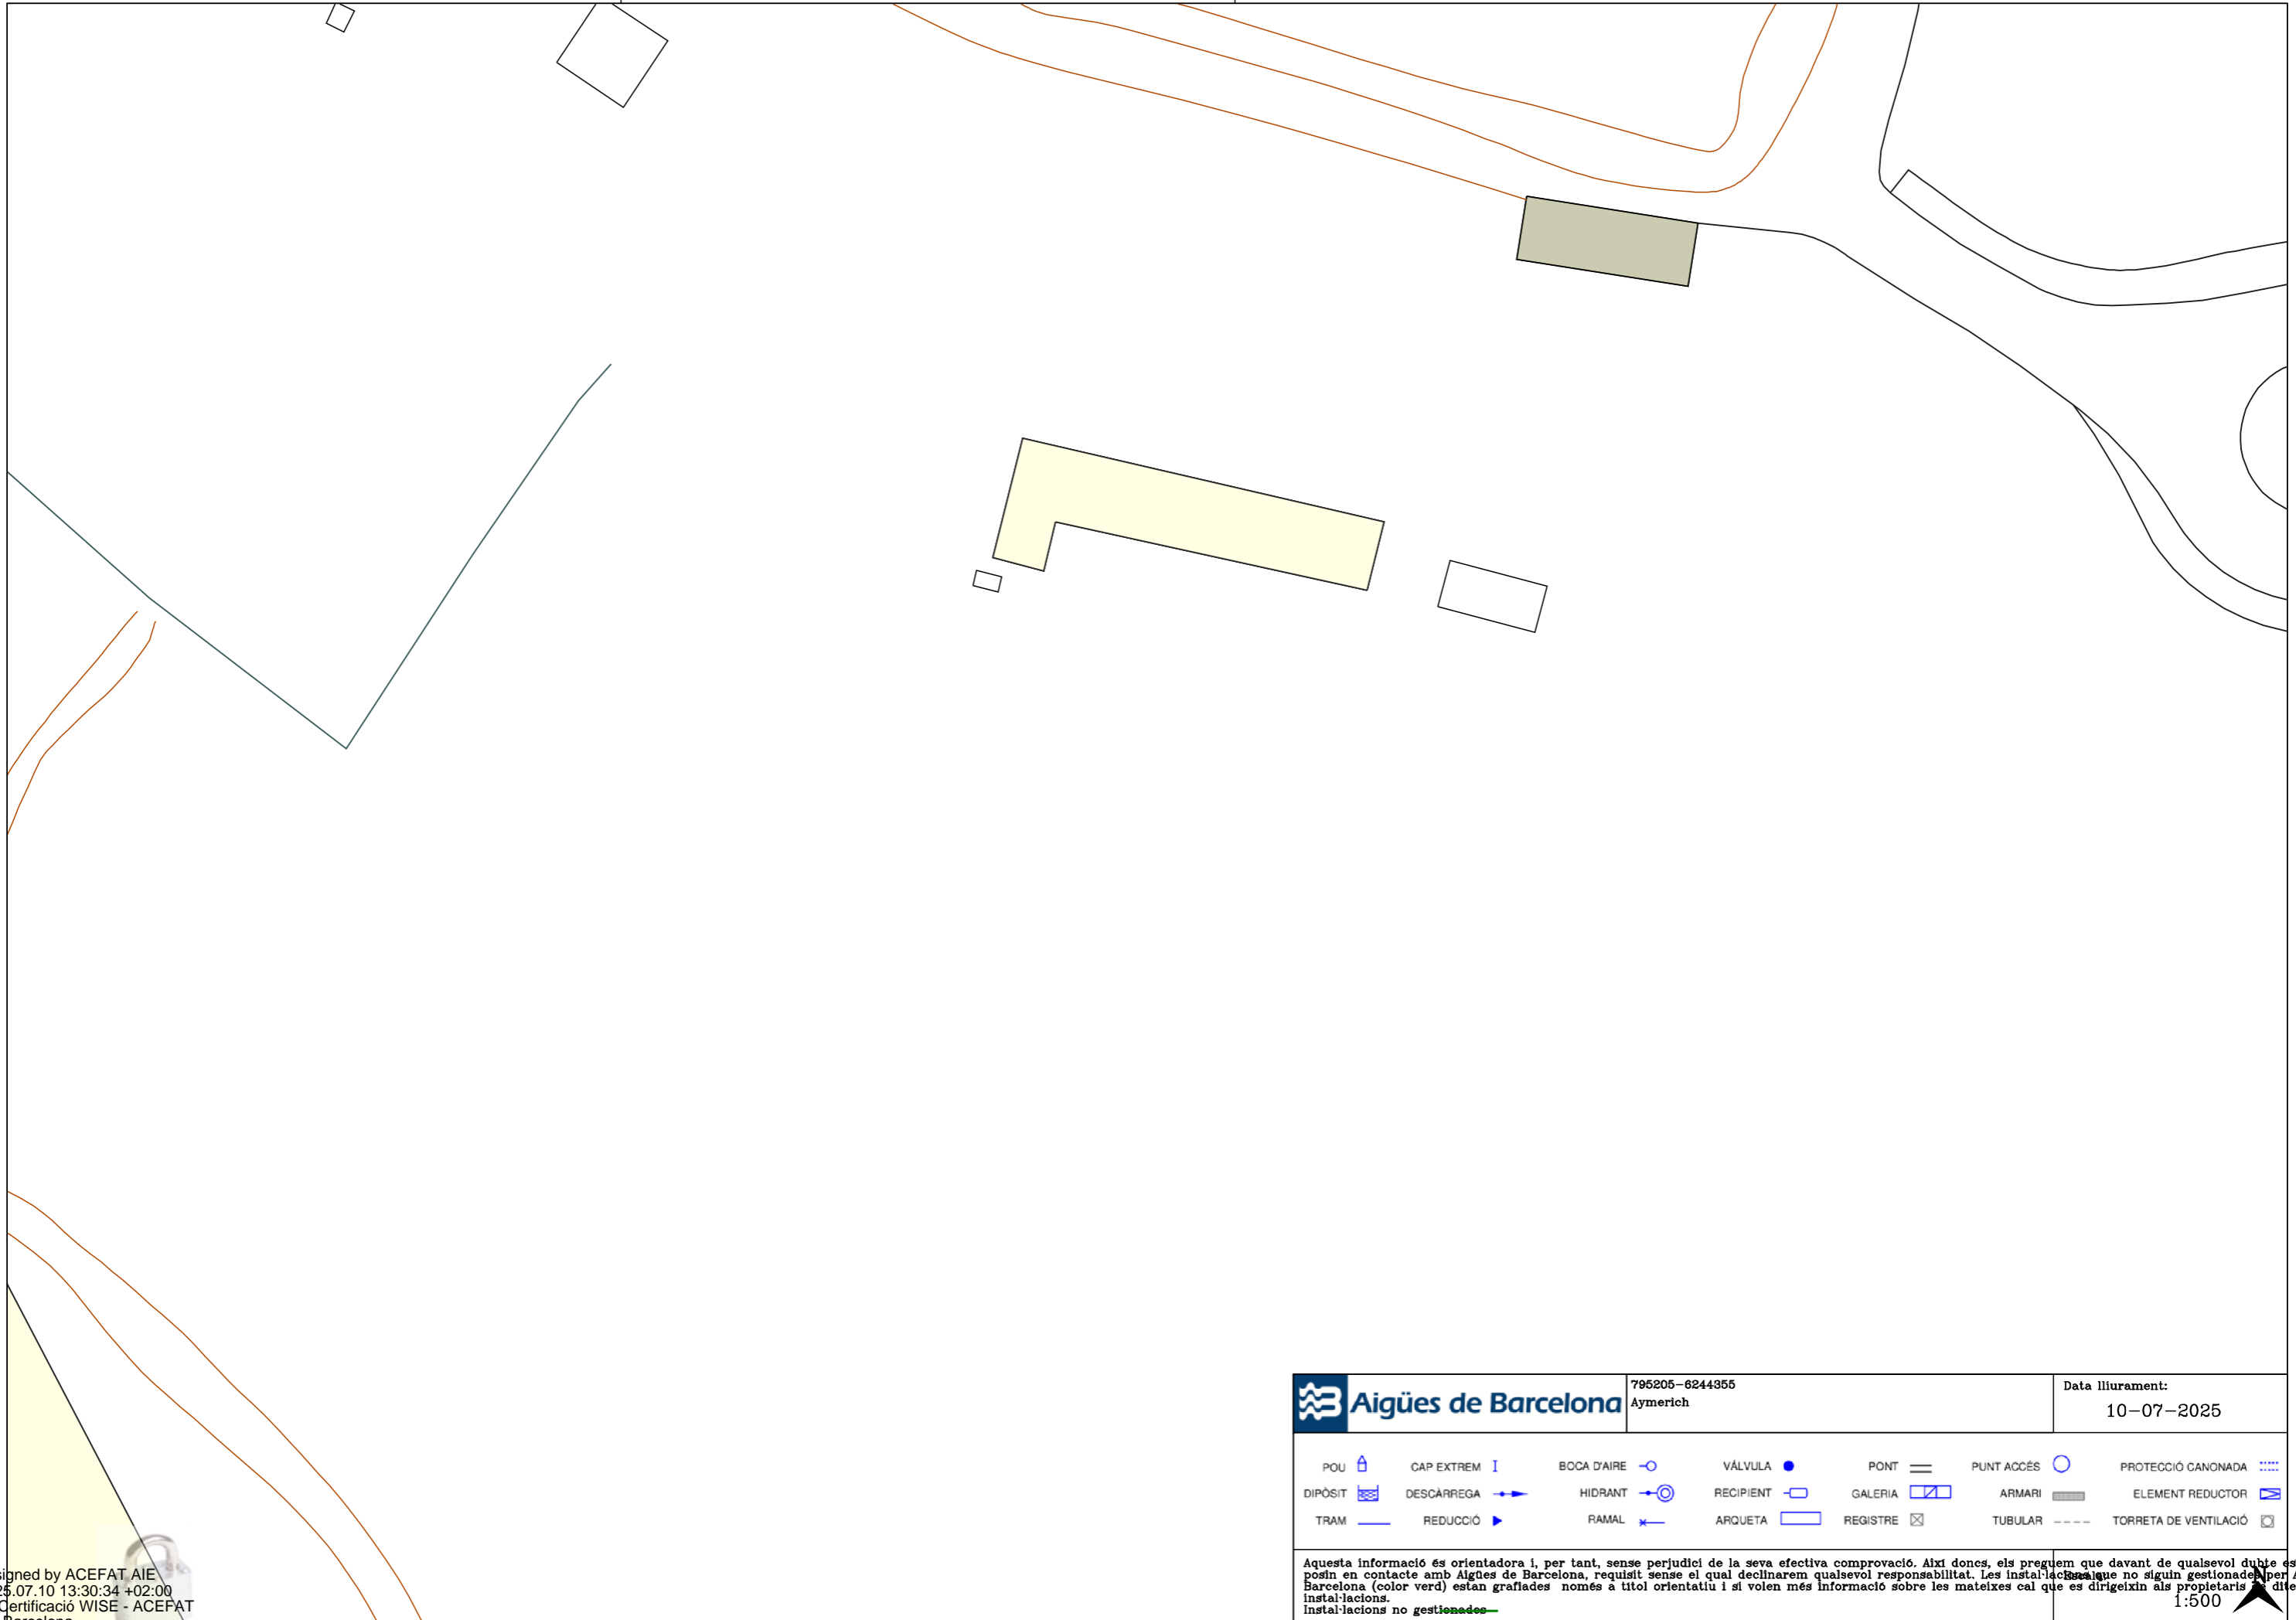 Aigües de Barcelona
795205-6244355
Aymerich
Data lliurament:
10-07-2025
POU CAP EXTREM BOCA D'AIRE VÁLVULA PONT PUNT ACCÉS PROTECCIÓ CANONADA
DIPÒSIT DESCÀRREGA HIDRANT RECIPIENT GALERIA ARMARI ELEMENT REDUCTOR
TRAM REDUCCIÓ RAMAL ARQUETA REGISTRE TUBULAR TORRETA DE VENTILACIÓ
Aquesta informació és orientadora i, per tant, sense perjudici de la seva efectiva comprovació. Així doncs, els preguem que davant de qualsevol dubte es
posin en contacte amb Aigües de Barcelona, requisit sense el qual declinarem qualsevol responsabilitat. Les instal·lacions que no siguin gestionades per
Barcelona (color verd) estan grafiades només a titol orientatiu i si volen més informació sobre les mateixes cal que es dirigeixin als propietaris
instal·lacions.
Instal·lacions no gestionades
Escala:
1:500
N
igned by ACEFAT AIE
25.07.10 13:30:34 +02:00
Certificació WISE - ACEFAT
Barcelona